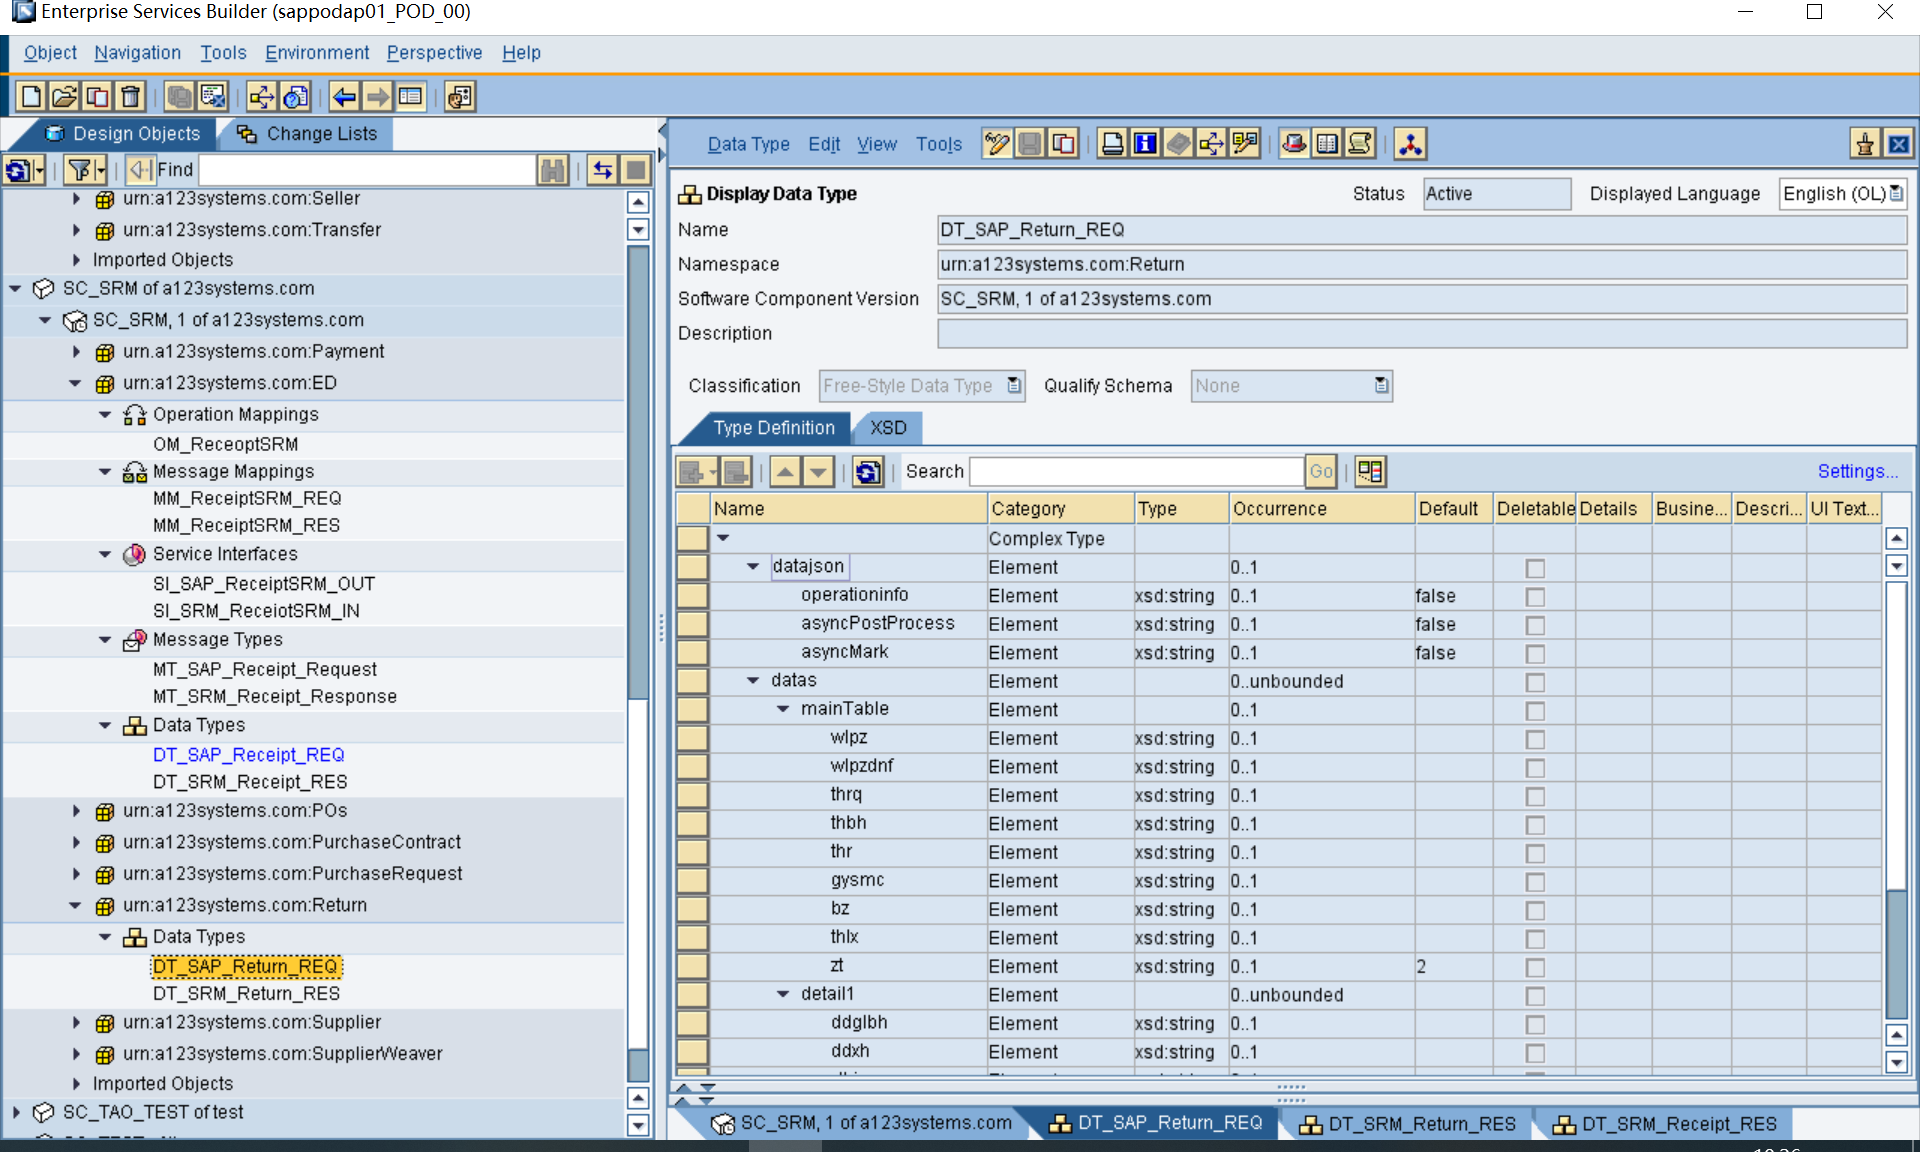 Enterprise Services Builder (sappodap01_POD_00)
Object Navigation Tools Environment Perspective Help
Design Objects Change Lists
Find
urn:a123systems.com:Seller
urn:a123systems.com:Transfer
Imported Objects
SC_SRM of a123systems.com
SC_SRM, 1 of a123systems.com
urn.a123systems.com:Payment
urn:a123systems.com:ED
Operation Mappings
OM_ReceoptSRM
Message Mappings
MM_ReceiptSRM_REQ
MM_ReceiptSRM_RES
Service Interfaces
SI_SAP_ReceiptSRM_OUT
SI_SRM_ReceiotSRM_IN
Message Types
MT_SAP_Receipt_Request
MT_SRM_Receipt_Response
Data Types
DT_SAP_Receipt_REQ
DT_SRM_Receipt_RES
urn:a123systems.com:POs
urn:a123systems.com:PurchaseContract
urn:a123systems.com:PurchaseRequest
urn:a123systems.com:Return
Data Types
DT_SAP_Return_REQ
DT_SRM_Return_RES
urn:a123systems.com:Supplier
urn:a123systems.com:SupplierWeaver
Imported Objects
SC_TAO_TEST of test
Data Type Edit View Tools
Display Data Type Status Active Displayed Language English (OL)
Name DT_SAP_Return_REQ
Namespace urn:a123systems.com:Return
Software Component Version SC_SRM, 1 of a123systems.com
Description
Classification Free-Style Data Type Qualify Schema None
Type Definition XSD
Search Go Settings...
Name Category Type Occurrence Default Deletable Details Busine... Descri... UI Text...
Complex Type
datajson Element 0..1
operationinfo Element xsd:string 0..1 false
asyncPostProcess Element xsd:string 0..1 false
asyncMark Element xsd:string 0..1 false
datas Element 0..unbounded
mainTable Element 0..1
wlpz Element xsd:string 0..1
wlpzdnf Element xsd:string 0..1
thrq Element xsd:string 0..1
thbh Element xsd:string 0..1
thr Element xsd:string 0..1
gysmc Element xsd:string 0..1
bz Element xsd:string 0..1
thlx Element xsd:string 0..1
zt Element xsd:string 0..1 2
detail1 Element 0..unbounded
ddglbh Element xsd:string 0..1
ddxh Element xsd:string 0..1
SC_SRM, 1 of a123systems.com DT_SAP_Return_REQ DT_SRM_Return_RES DT_SRM_Receipt_RES